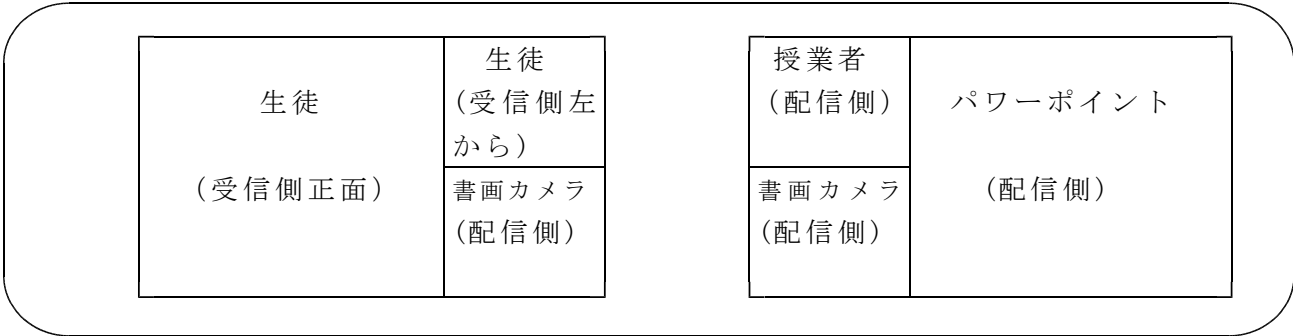 生徒
(受信側正面)
生徒
(受信側左
から)
書画カメラ
(配信側)
授業者
(配信側)
書画カメラ
(配信側)
パワーポイント
(配信側)